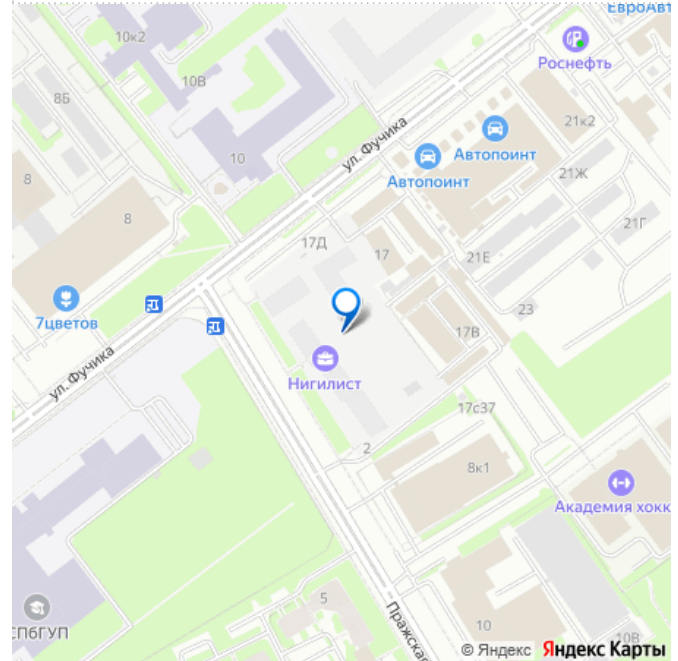 ЕвроАвт
10к2
Роснефть
10В
8Б
ул. Фучика
21к2
Автопоинт
10
Автопоинт
21Ж
8
8
21Г
17Д
17
21Е
7цветов
23
17В
ул. Фучика
Нигилист
17с37
2
8к1
Академия хокк
5
СПбГУП
Пражская
10
10В
© Яндекс Яндекс Карты